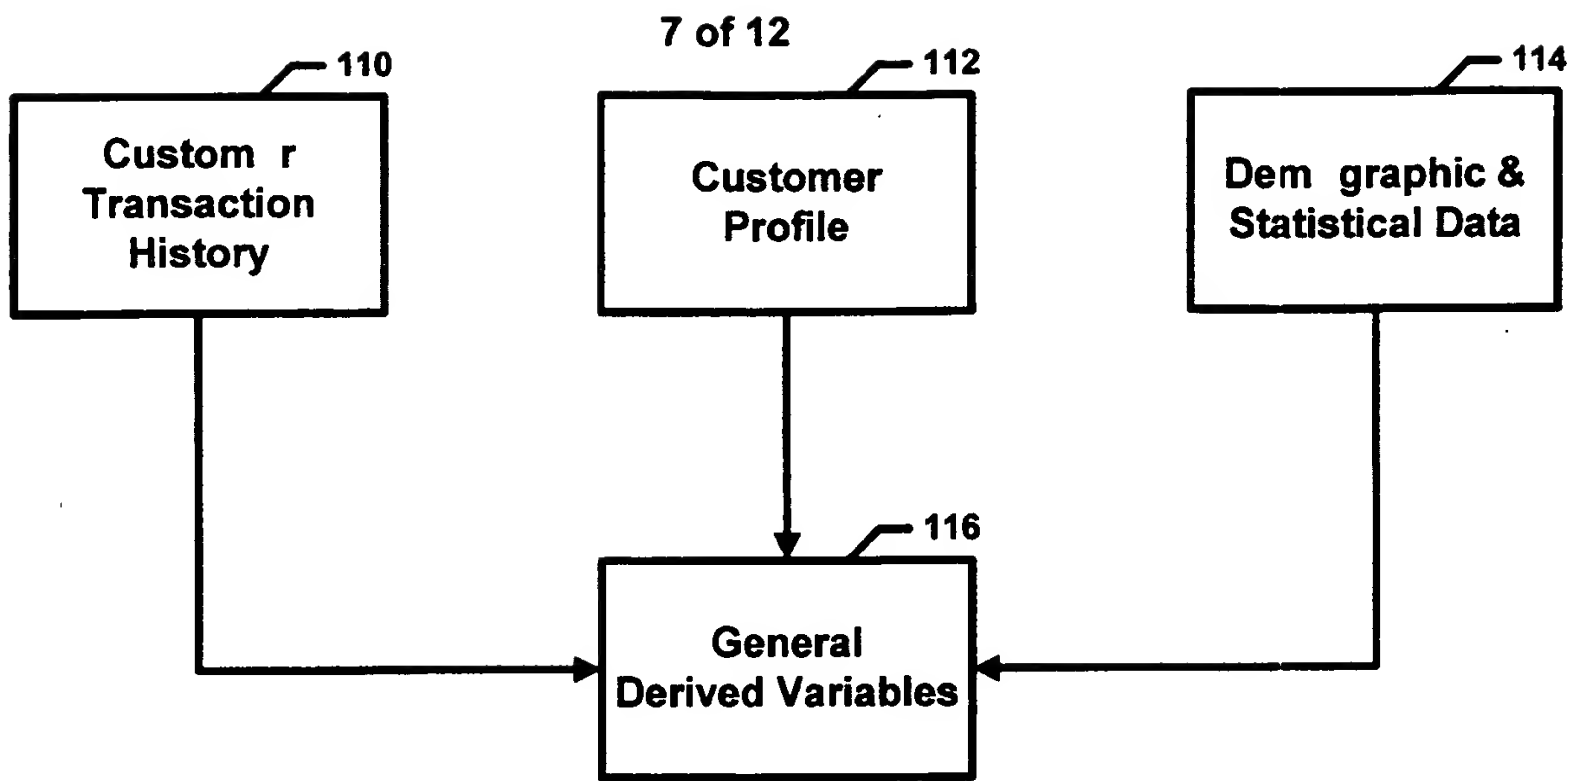 7 of 12
110
112
114
Custom r
Transaction
History
Customer
Profile
Dem graphic &
Statistical Data
116
General
Derived Variables